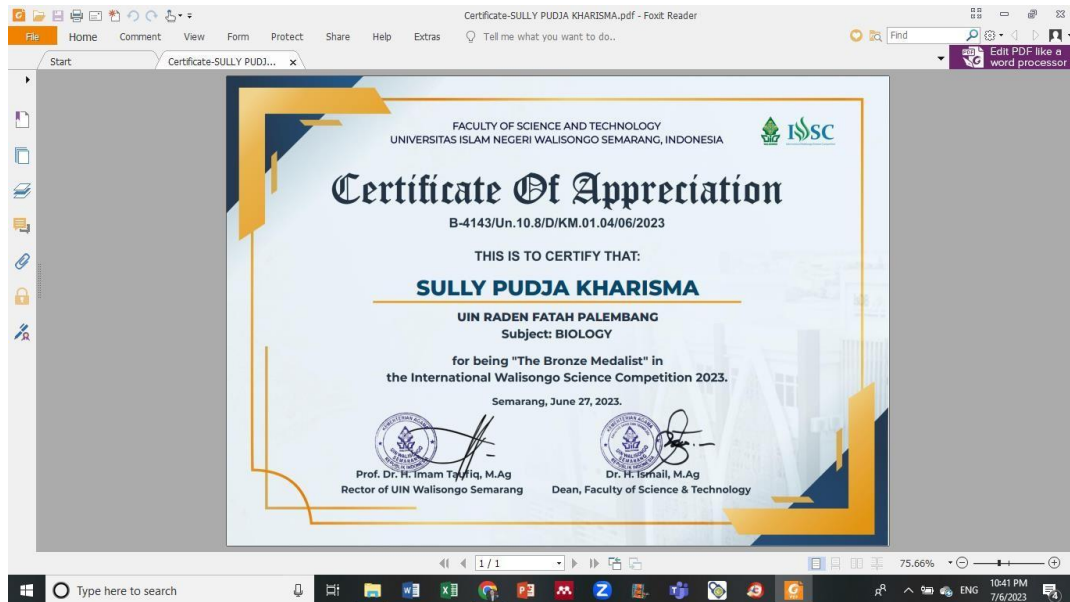 Certificate-SULLY PUDJA KHARISMA.pdf - Foxit Reader
File Home Comment View Form Protect Share Help Extras Tell me what you want to do.. Find
Start Certificate-SULLY PUDJ... x
Edit PDF like a
word processor
FACULTY OF SCIENCE AND TECHNOLOGY
UNIVERSITAS ISLAM NEGERI WALISONGO SEMARANG, INDONESIA
Certificate Of Appreciation
B-4143/Un.10.8/D/KM.01.04/06/2023
THIS IS TO CERTIFY THAT:
SULLY PUDJA KHARISMA
UIN RADEN FATAH PALEMBANG
Subject: BIOLOGY
for being "The Bronze Medalist" in
the International Walisongo Science Competition 2023.
Semarang, June 27, 2023.
Prof. Dr. H. Imam Taufiq, M.Ag
Rector of UIN Walisongo Semarang
Dr. H. Ismail, M.Ag
Dean, Faculty of Science & Technology
1 / 1
75.66%
Type here to search
ENG
10:41 PM
7/6/2023